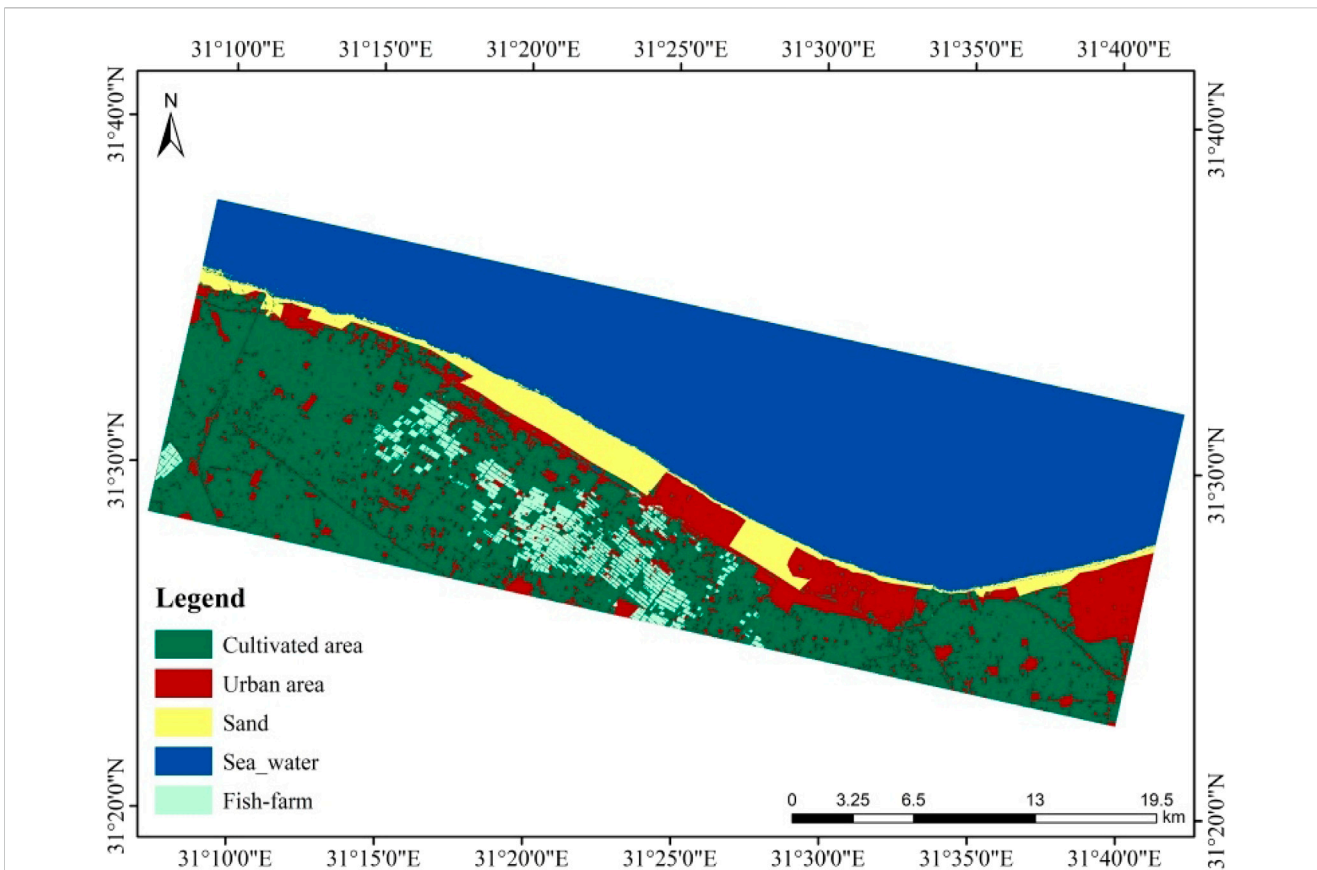 31°10'0"E 31°15'0"E 31°20'0"E 31°25'0"E 31°30'0"E 31°35'0"E 31°40'0"E
N
31°40'0"N 31°40'0"N
31°30'0"N 31°30'0"N
Legend
Cultivated area
Urban area
Sand
Sea_water
Fish-farm
0 3.25 6.5 13 19.5
km
31°20'0"N 31°20'0"N
31°10'0"E 31°15'0"E 31°20'0"E 31°25'0"E 31°30'0"E 31°35'0"E 31°40'0"E